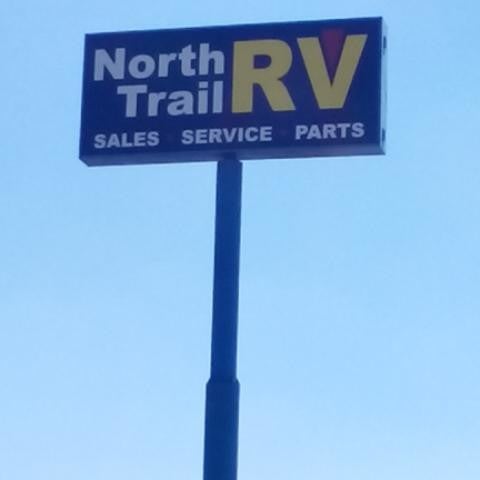 North
Trail RV
SALES SERVICE PARTS